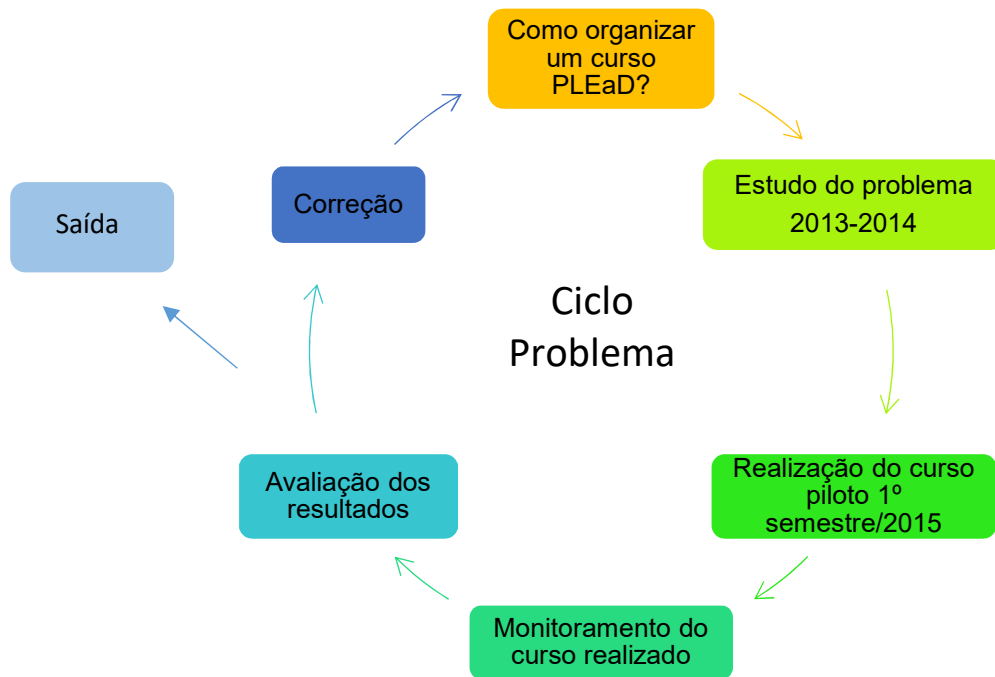 Como organizar
um curso
PLEaD?
Estudo do problema
2013-2014
Realização do curso
piloto 1º
semestre/2015
Monitoramento do
curso realizado
Avaliação dos
resultados
Saída
Correção
Ciclo
Problema